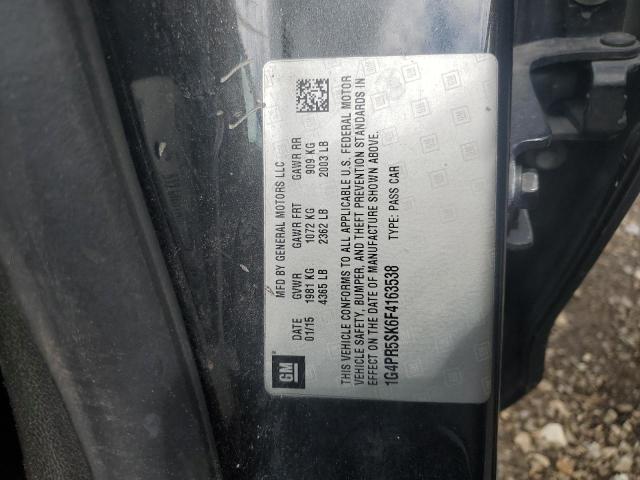 GM
MFD BY GENERAL MOTORS LLC
DATE GVWR GAWR FRT GAWR RR
01/15 1981 KG 1072 KG 909 KG
4365 LB 2362 LB 2003 LB
THIS VEHICLE CONFORMS TO ALL APPLICABLE U.S. FEDERAL MOTOR
VEHICLE SAFETY, BUMPER, AND THEFT PREVENTION STANDARDS IN
EFFECT ON THE DATE OF MANUFACTURE SHOWN ABOVE.
1G4PR5SK6F4163538 TYPE: PASS CAR